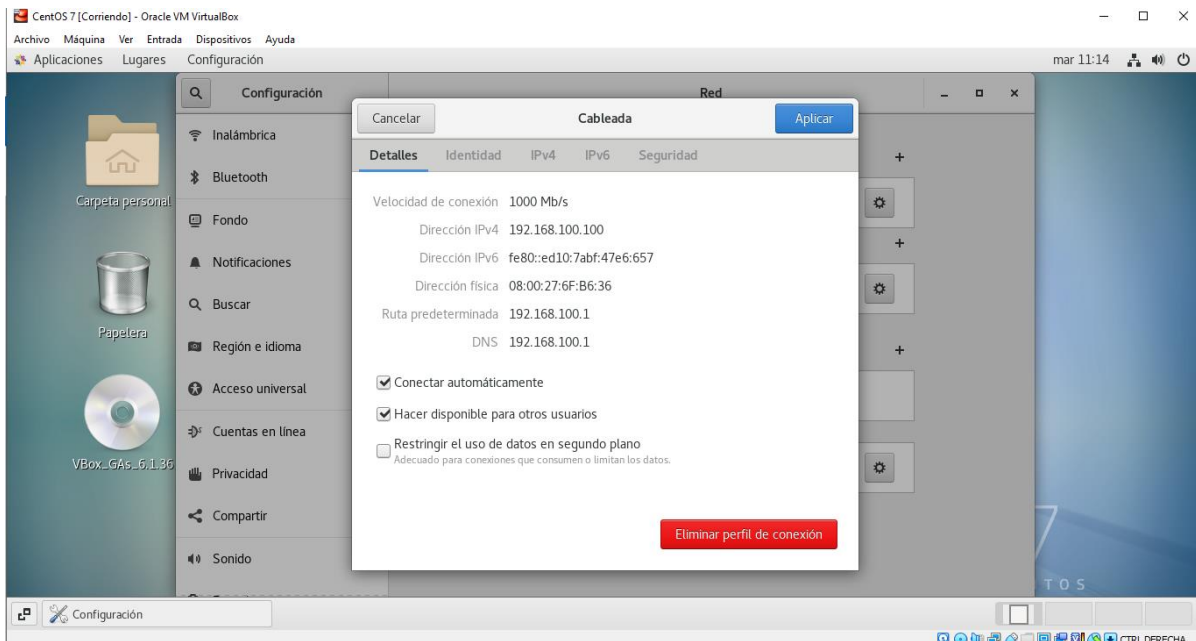 CentOS 7 [Corriendo] - Oracle VM VirtualBox
Archivo Máquina Ver Entrada Dispositivos Ayuda
Aplicaciones Lugares Configuración mar 11:14
Configuración Red
Cancelar Cableada Aplicar
Detalles Identidad IPv4 IPv6 Seguridad
Inalámbrica
Bluetooth
Fondo
Notificaciones
Buscar
Región e idioma
Acceso universal
Cuentas en línea
Privacidad
Compartir
Sonido
Carpeta personal
Papelera
VBox_GAs_6.1.36
Velocidad de conexión 1000 Mb/s
Dirección IPv4 192.168.100.100
Dirección IPv6 fe80::ed10:7abf:47e6:657
Dirección física 08:00:27:6F:B6:36
Ruta predeterminada 192.168.100.1
DNS 192.168.100.1
Conectar automáticamente
Hacer disponible para otros usuarios
Restringir el uso de datos en segundo plano
Adecuado para conexiones que consumen o limitan los datos.
Eliminar perfil de conexión
7
TOS
Configuración
CTRL DERECHA